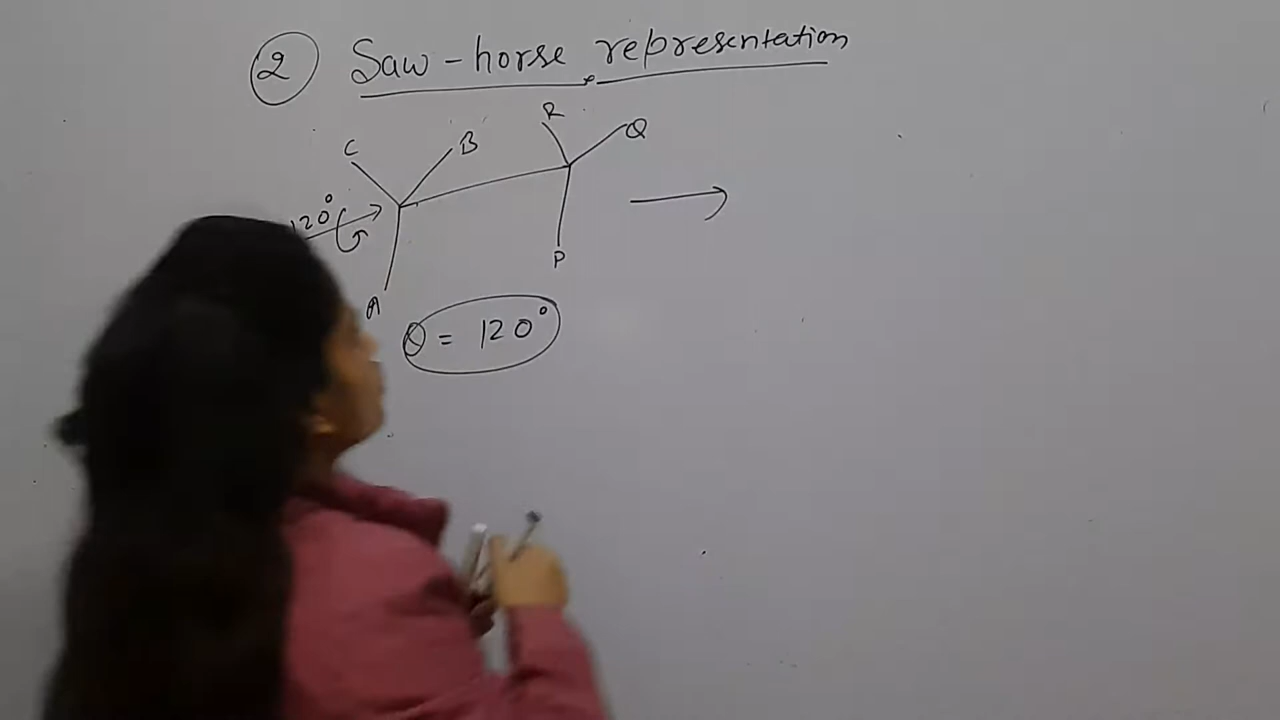 2 Saw-horse representation
R
C B Q
120°
P
A
θ = 120°